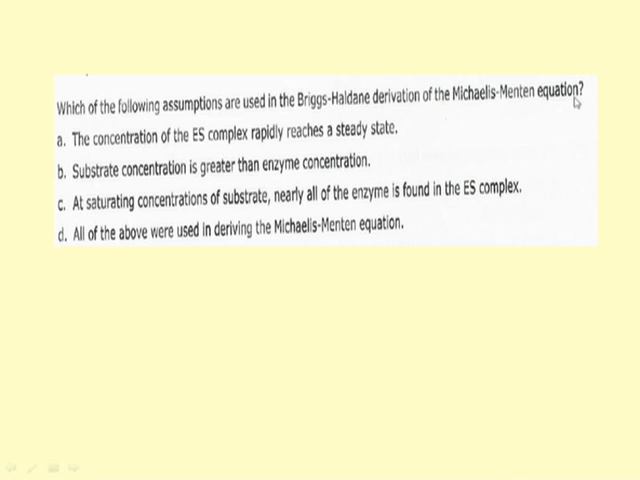 Which of the following assumptions are used in the Briggs-Haldane derivation of the Michaelis-Menten equation?
a. The concentration of the ES complex rapidly reaches a steady state.
b. Substrate concentration is greater than enzyme concentration.
c. At saturating concentrations of substrate, nearly all of the enzyme is found in the ES complex.
d. All of the above were used in deriving the Michaelis-Menten equation.